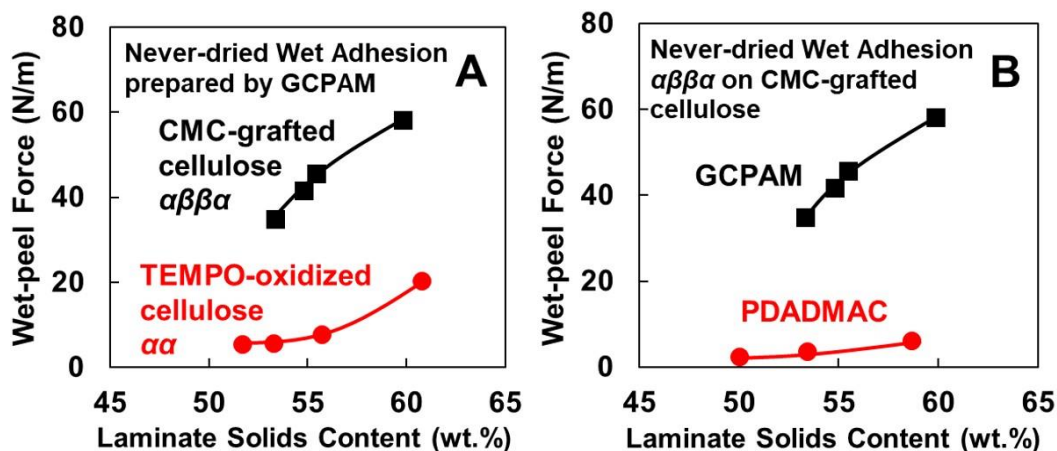 Never-dried Wet Adhesion
prepared by GCPAM
A
CMC-grafted
cellulose
αββα
TEMPO-oxidized
cellulose
αα
Wet-peel Force (N/m)
80
60
40
20
0
45 50 55 60 65
Laminate Solids Content (wt.%)
Never-dried Wet Adhesion
αββα on CMC-grafted
cellulose
B
GCPAM
PDADMAC
Wet-peel Force (N/m)
80
60
40
20
0
45 50 55 60 65
Laminate Solids Content (wt.%)